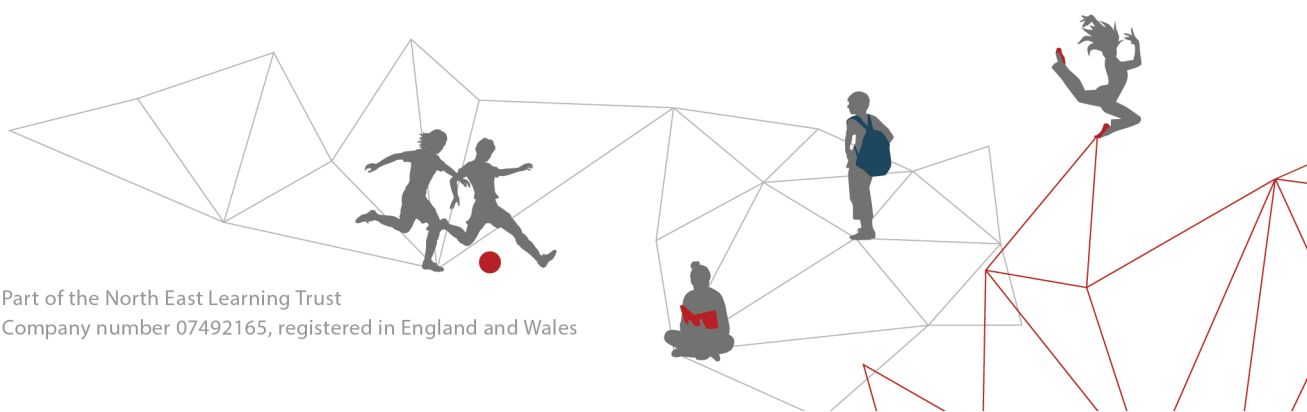 Part of the North East Learning Trust
Company number 07492165, registered in England and Wales